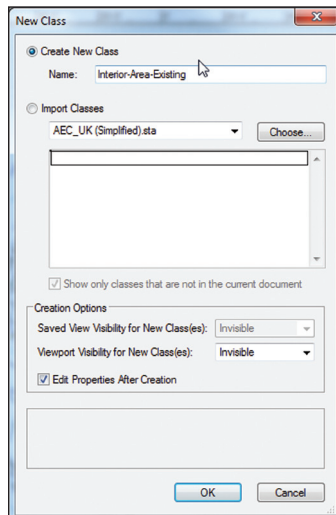 New Class
Create New Class
Name: Interior-Area-Existing
Import Classes
AEC_UK (Simplified).sta Choose...
Show only classes that are not in the current document
Creation Options
Saved View Visibility for New Class(es): Invisible
Viewport Visibility for New Class(es): Invisible
Edit Properties After Creation
OK Cancel